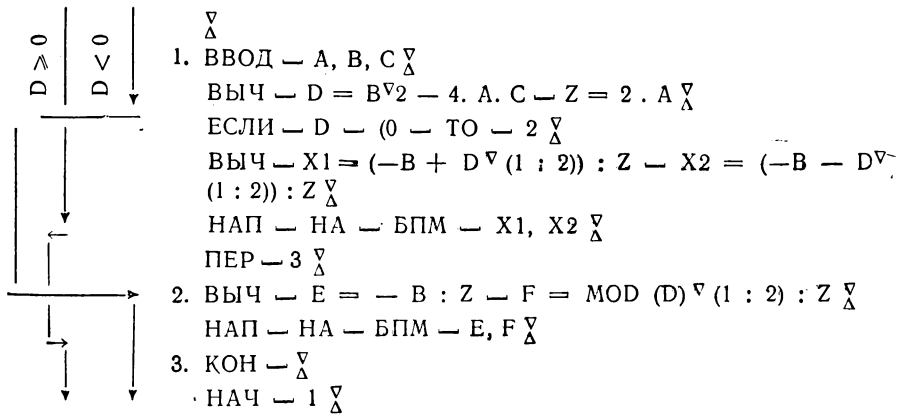 ∇Δ
D ⩾ 0
D < 0
1. ВВОД ⌣ A, B, C ∇Δ
ВЫЧ ⌣ D = B∇2 — 4. A. C ⌣ Z = 2 . A ∇Δ
ЕСЛИ ⌣ D ⌣ (0 ⌣ ТО ⌣ 2 ∇Δ
ВЫЧ ⌣ X1 = (—B + D ∇ (1 : 2)) : Z ⌣ X2 = (—B — D∇
(1 : 2)) : Z ∇Δ
НАП ⌣ НА ⌣ БПМ ⌣ X1, X2 ∇Δ
ПЕР ⌣ 3 ∇Δ
2. ВЫЧ ⌣ E = — B : Z ⌣ F = MOD (D) ∇ (1 : 2) : Z ∇Δ
НАП ⌣ НА ⌣ БПМ ⌣ E, F ∇Δ
3. КОН ⌣ ∇Δ
НАЧ ⌣ 1 ∇Δ